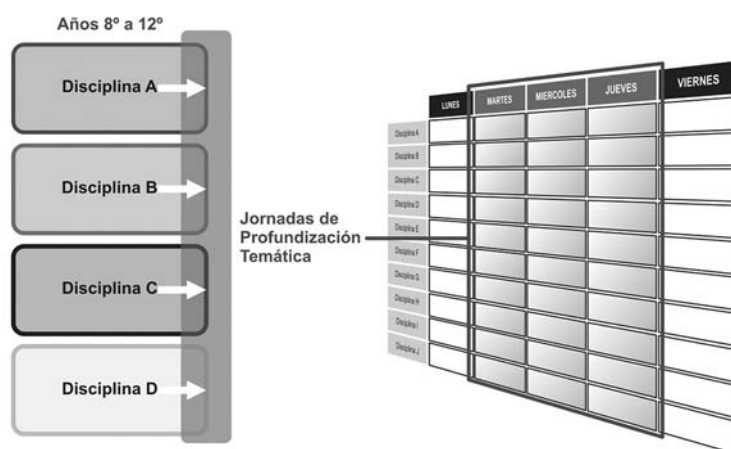 Años 8º a 12º
Disciplina A
Disciplina B
Disciplina C
Disciplina D
Jornadas de
Profundización
Temática
LUNES MARTES MIERCOLES JUEVES VIERNES
Disciplina A
Disciplina B
Disciplina C
Disciplina D
Disciplina E
Disciplina F
Disciplina G
Disciplina H
Disciplina I
Disciplina J